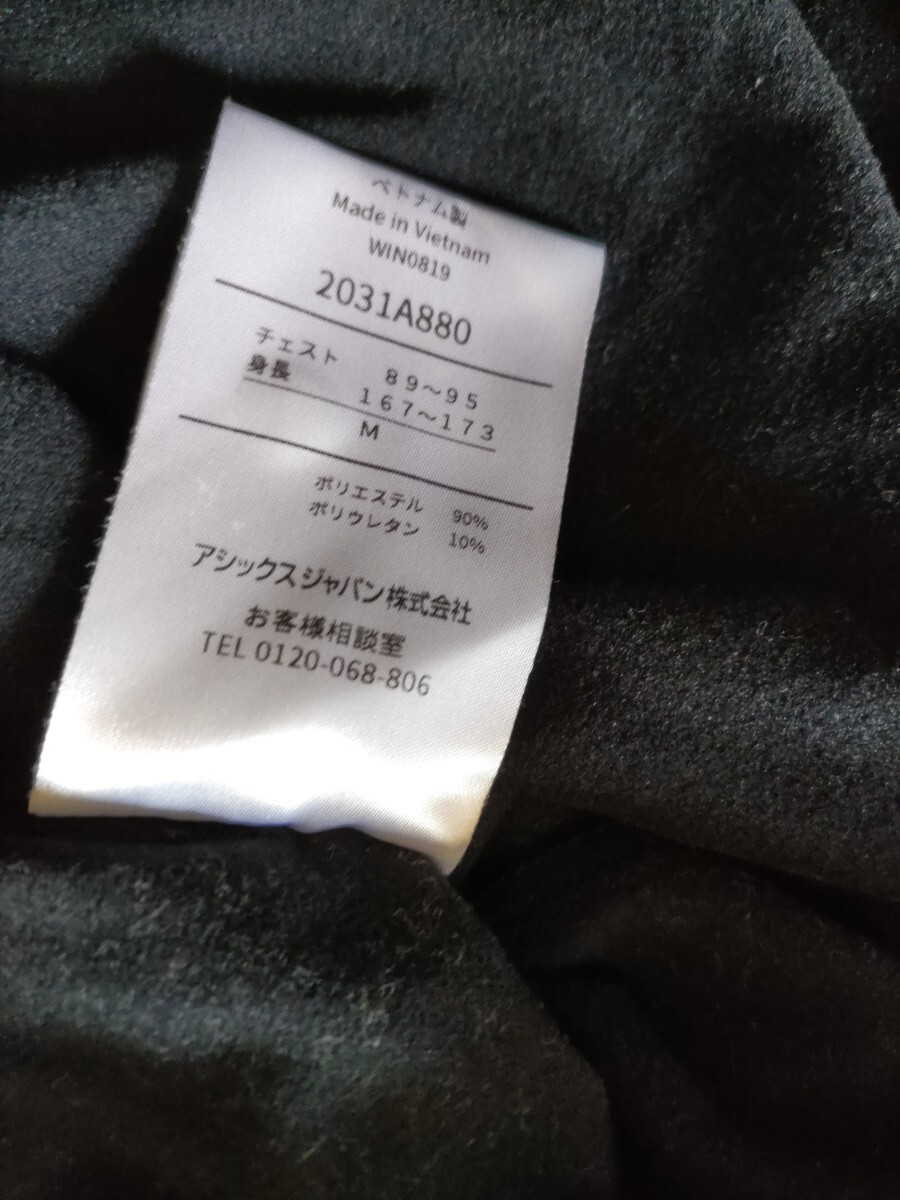 ベトナム製
Made in Vietnam
WIN0819
2031A880
チェスト 89～95
身長 167～173
M
ポリエステル 90%
ポリウレタン 10%
アシックスジャパン株式会社
お客様相談室
TEL 0120-068-806